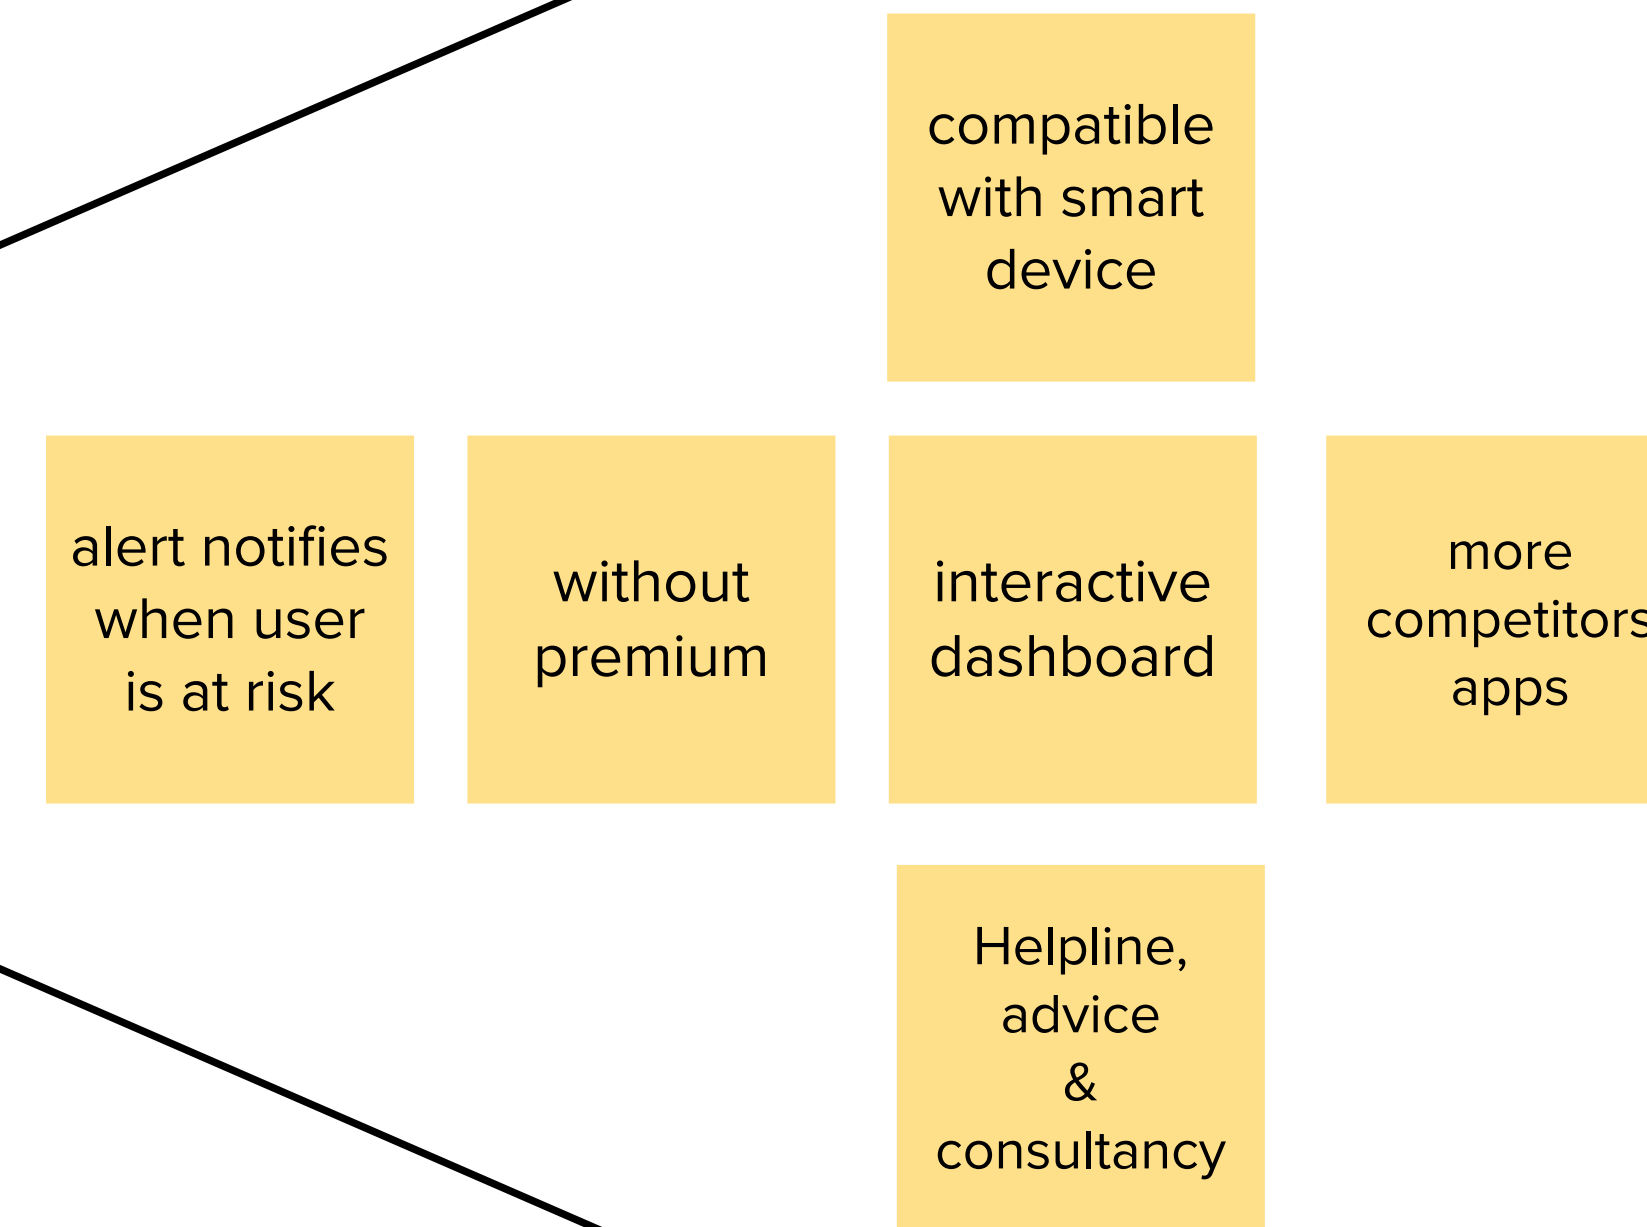 compatible
with smart
device
alert notifies
when user
is at risk
without
premium
interactive
dashboard
more
competitors
apps
Helpline,
advice
&
consultancy